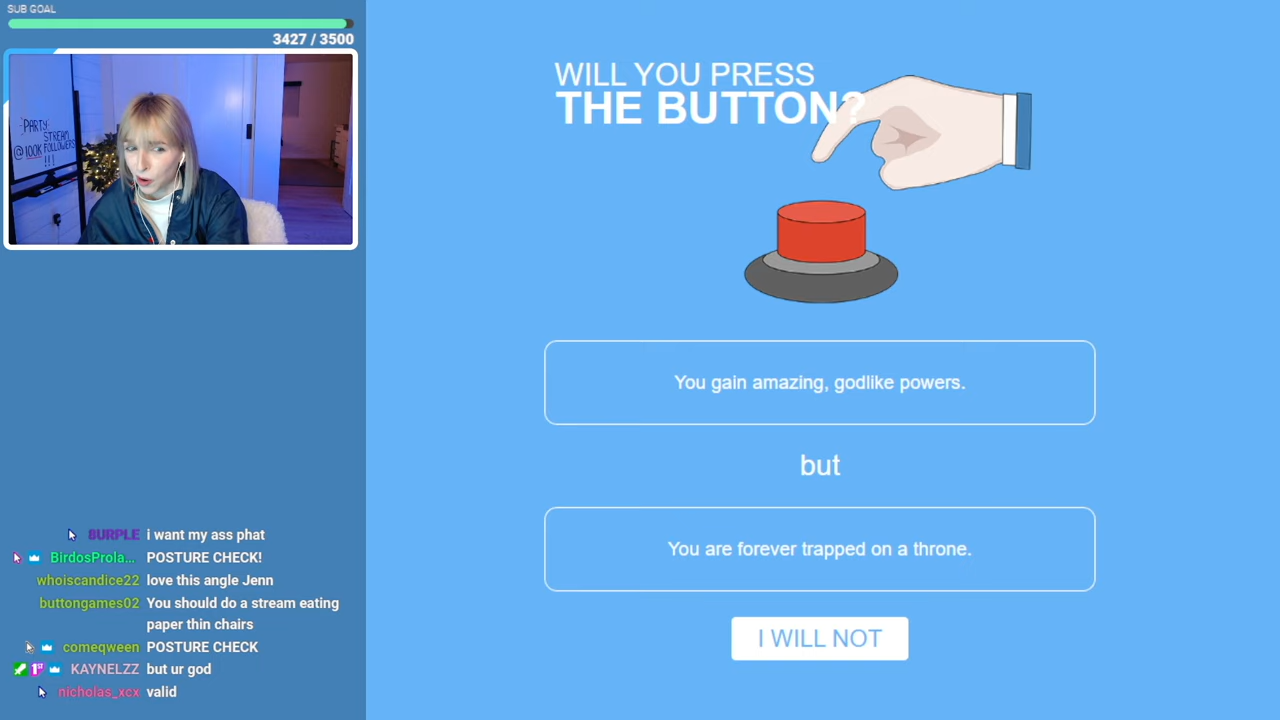 SUB GOAL
3427 / 3500
PARTY
STREAM
@ 100K FOLLOWERS
!!!
WILL YOU PRESS
THE BUTTON?
You gain amazing, godlike powers.
but
You are forever trapped on a throne.
I WILL NOT
8URPLE i want my ass phat
BirdosProla... POSTURE CHECK!
whoiscandice22 love this angle Jenn
buttongames02 You should do a stream eating
paper thin chairs
comeqween POSTURE CHECK
1ST KAYNELZZ but ur god
nicholas_xcx valid